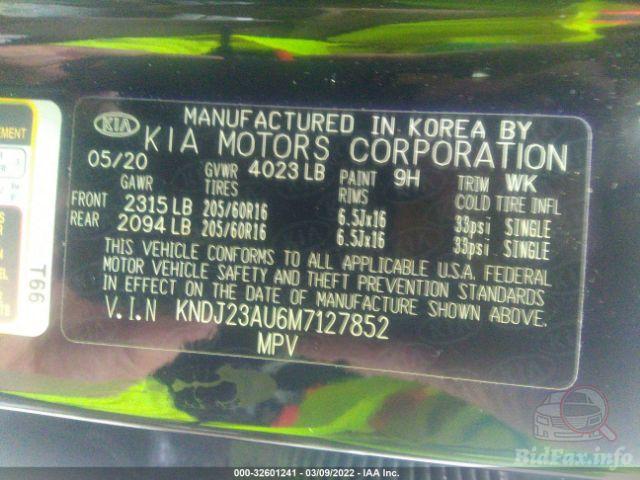 MANUFACTURED IN KOREA BY
KIA KIA MOTORS CORPORATION
05/20 GVWR 4023 LB PAINT 9H TRIM WK
GAWR TIRES RIMS COLD TIRE INFL
FRONT 2315 LB 205/60R16 6.5Jx16 33psi SINGLE
REAR 2094 LB 205/60R16 6.5Jx16 33psi SINGLE
THIS VEHICLE CONFORMS TO ALL APPLICABLE U.S.A. FEDERAL
MOTOR VEHICLE SAFETY AND THEFT PREVENTION STANDARDS
IN EFFECT ON THE DATE OF MANUFACTURE SHOWN ABOVE.
V.I.N KNDJ23AU6M7127852
MPV
T66
BidFax.info
000-32601241 - 03/09/2022 - IAA Inc.